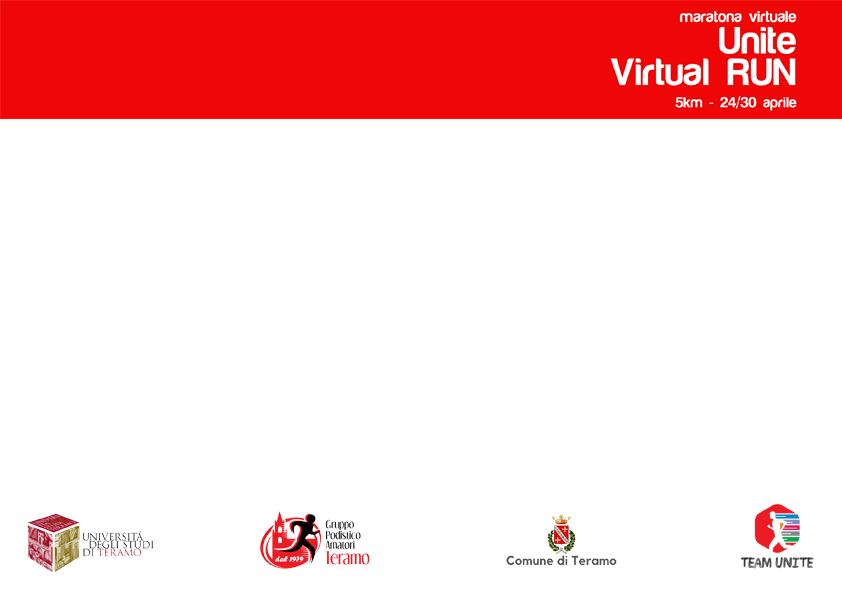 maratona virtuale
Unite
Virtual RUN
5km - 24/30 aprile
UNIVERSITÁ
DEGLI STUDI
DI TERAMO
dal 1979
Gruppo
Podistico
Amatori
Teramo
Comune di Teramo
TEAM UNITE